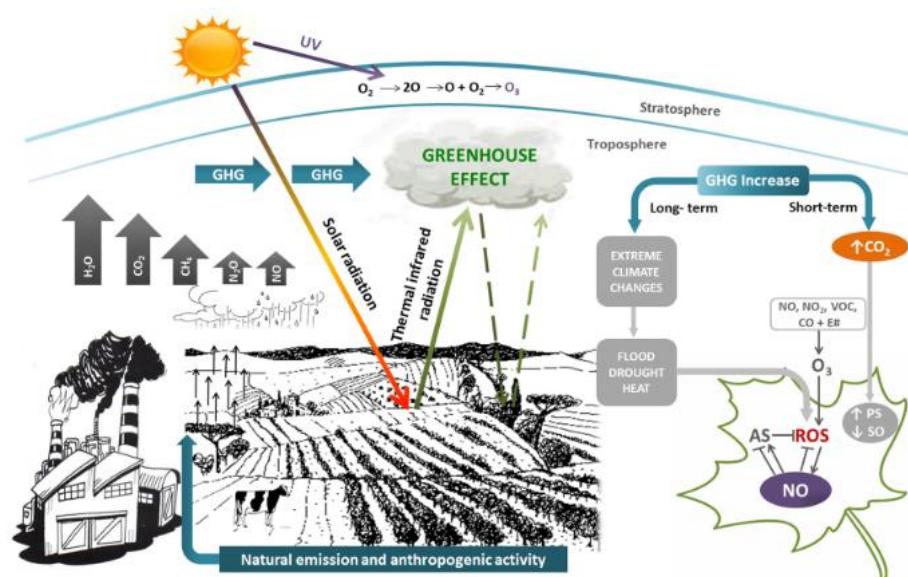 UV
O₂ → 2O → O + O₂ → O₃
Stratosphere
Troposphere
GHG
GHG
GREENHOUSE
EFFECT
GHG Increase
Long- term
Short-term
↑CO₂
EXTREME
CLIMATE
CHANGES
H₂O
CO₂
CH₄
N₂O
NO
Solar radiation
Thermal infrared
radiation
NO, NO₂, VOC,
CO + E#
O₃
FLOOD
DROUGHT
HEAT
↑ PS
↓ SO
AS
ROS
NO
Natural emission and anthropogenic activity